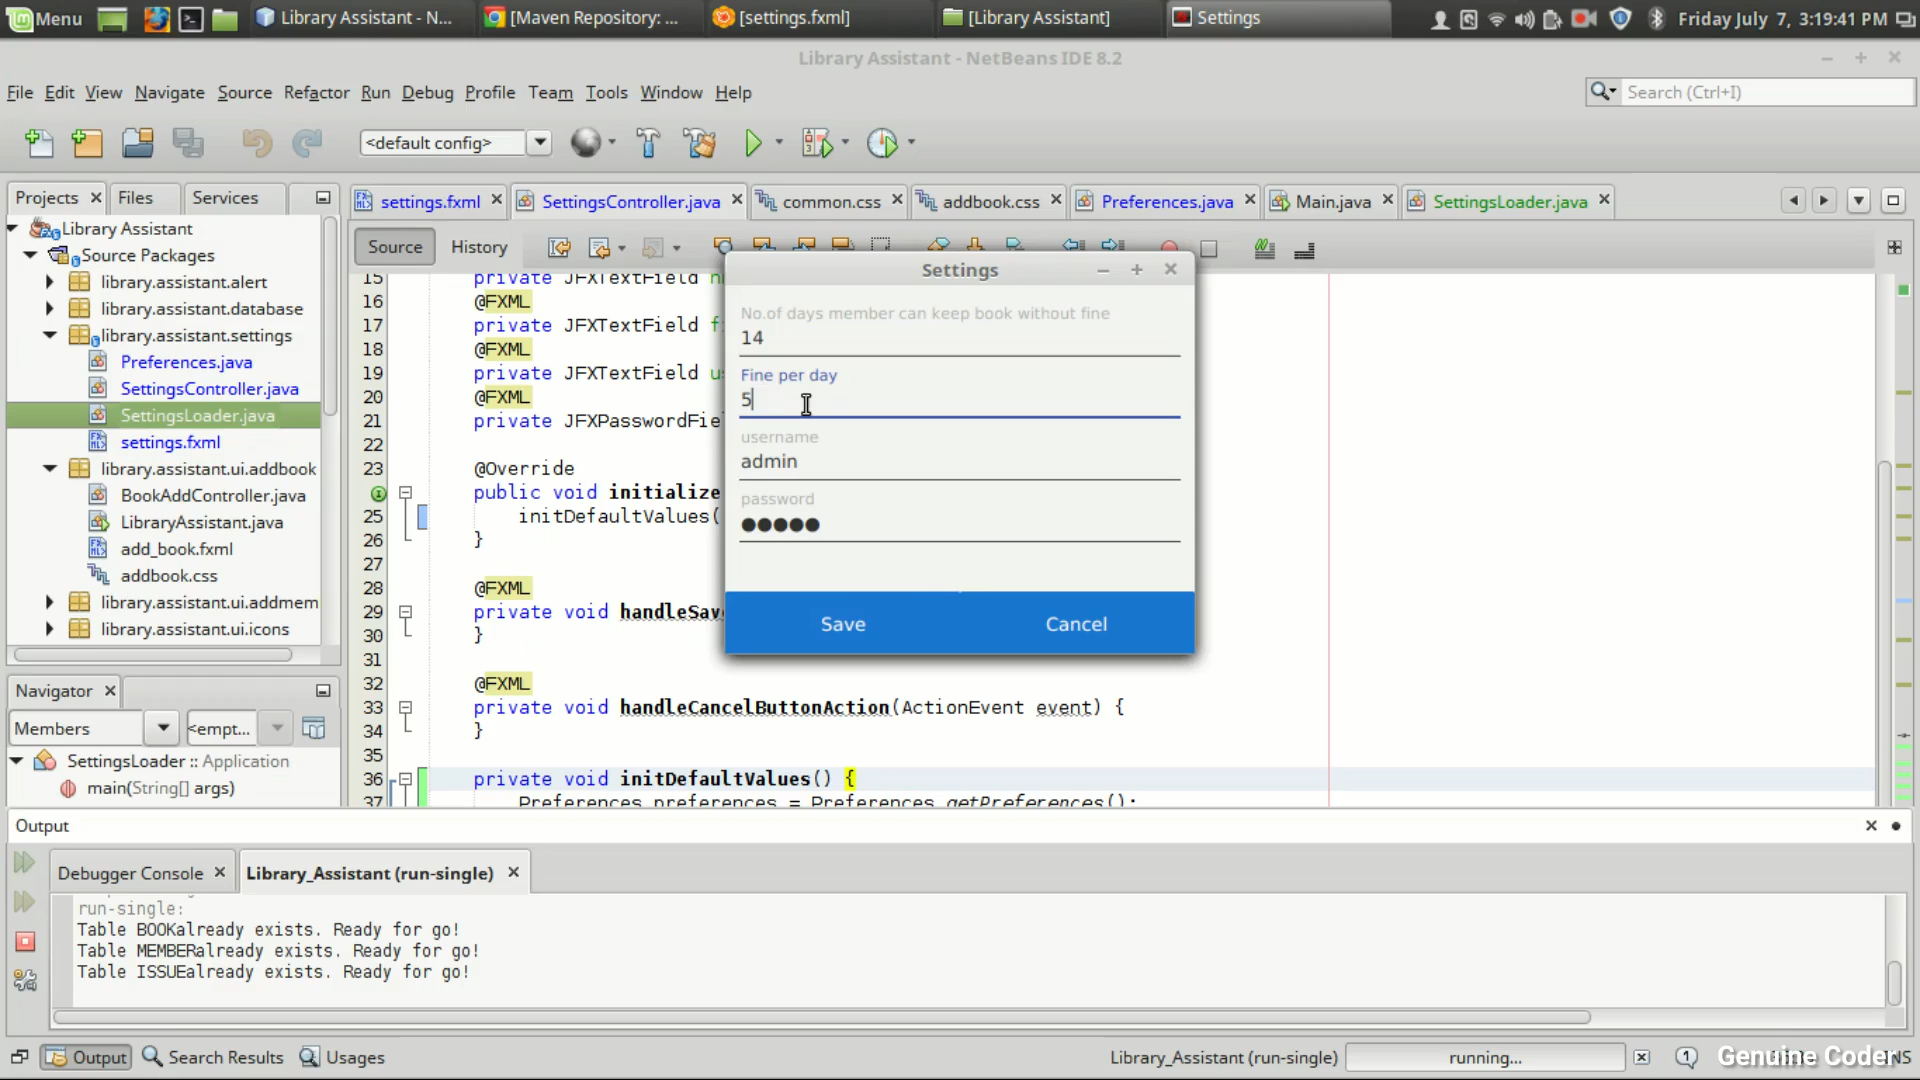 Menu
Library Assistant - N...
[Maven Repository: ...
[settings.fxml]
[Library Assistant]
Settings
Friday July 7, 3:19:41 PM
Library Assistant - NetBeans IDE 8.2
File Edit View Navigate Source Refactor Run Debug Profile Team Tools Window Help
Search (Ctrl+I)
<default config>
Projects
Files
Services
settings.fxml
SettingsController.java
common.css
addbook.css
Preferences.java
Main.java
SettingsLoader.java
Library Assistant
Source Packages
library.assistant.alert
library.assistant.database
library.assistant.settings
Preferences.java
SettingsController.java
SettingsLoader.java
settings.fxml
library.assistant.ui.addbook
BookAddController.java
LibraryAssistant.java
add_book.fxml
addbook.css
library.assistant.ui.addmem
library.assistant.ui.icons
Source
History
15 private JFXTextField
16 @FXML
17 private JFXTextField f
18 @FXML
19 private JFXTextField u
20 @FXML
21 private JFXPasswordFie
22
23 @Override
public void initialize
25 initDefaultValues(
26 }
27
28 @FXML
29 private void handleSav
30 }
31
32 @FXML
33 private void handleCancelButtonAction(ActionEvent event) {
34 }
35
36 private void initDefaultValues() {
37 Preferences preferences = Preferences.getPreferences();
Settings
No.of days member can keep book without fine
14
Fine per day
5
username
admin
password
●●●●●
Save
Cancel
Navigator
Members
<empt...
SettingsLoader :: Application
main(String[] args)
Output
Debugger Console
Library_Assistant (run-single)
run-single:
Table BOOKalready exists. Ready for go!
Table MEMBERalready exists. Ready for go!
Table ISSUEalready exists. Ready for go!
Output
Search Results
Usages
Library_Assistant (run-single)
running...
1
Genuine Coder